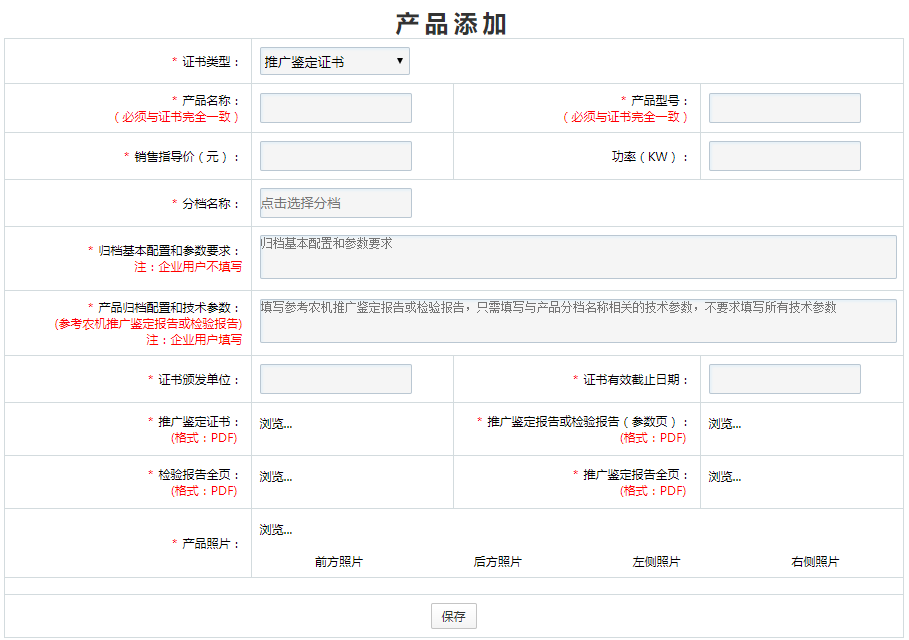 产品添加
* 证书类型：
推广鉴定证书
* 产品名称：
（必须与证书完全一致）
* 产品型号：
（必须与证书完全一致）
* 销售指导价（元）：
功率（KW）：
* 分档名称：
点击选择分档
* 归档基本配置和参数要求：
注：企业用户不填写
归档基本配置和参数要求
* 产品归档配置和技术参数：
(参考农机推广鉴定报告或检验报告)
注：企业用户填写
填写参考农机推广鉴定报告或检验报告，只需填写与产品分档名称相关的技术参数，不要求填写所有技术参数
* 证书颁发单位：
* 证书有效截止日期：
* 推广鉴定证书：
(格式：PDF)
浏览...
* 推广鉴定报告或检验报告（参数页）：
(格式：PDF)
浏览...
* 检验报告全页：
(格式：PDF)
浏览...
* 推广鉴定报告全页：
(格式：PDF)
浏览...
* 产品照片：
浏览...
前方照片
后方照片
左侧照片
右侧照片
保存